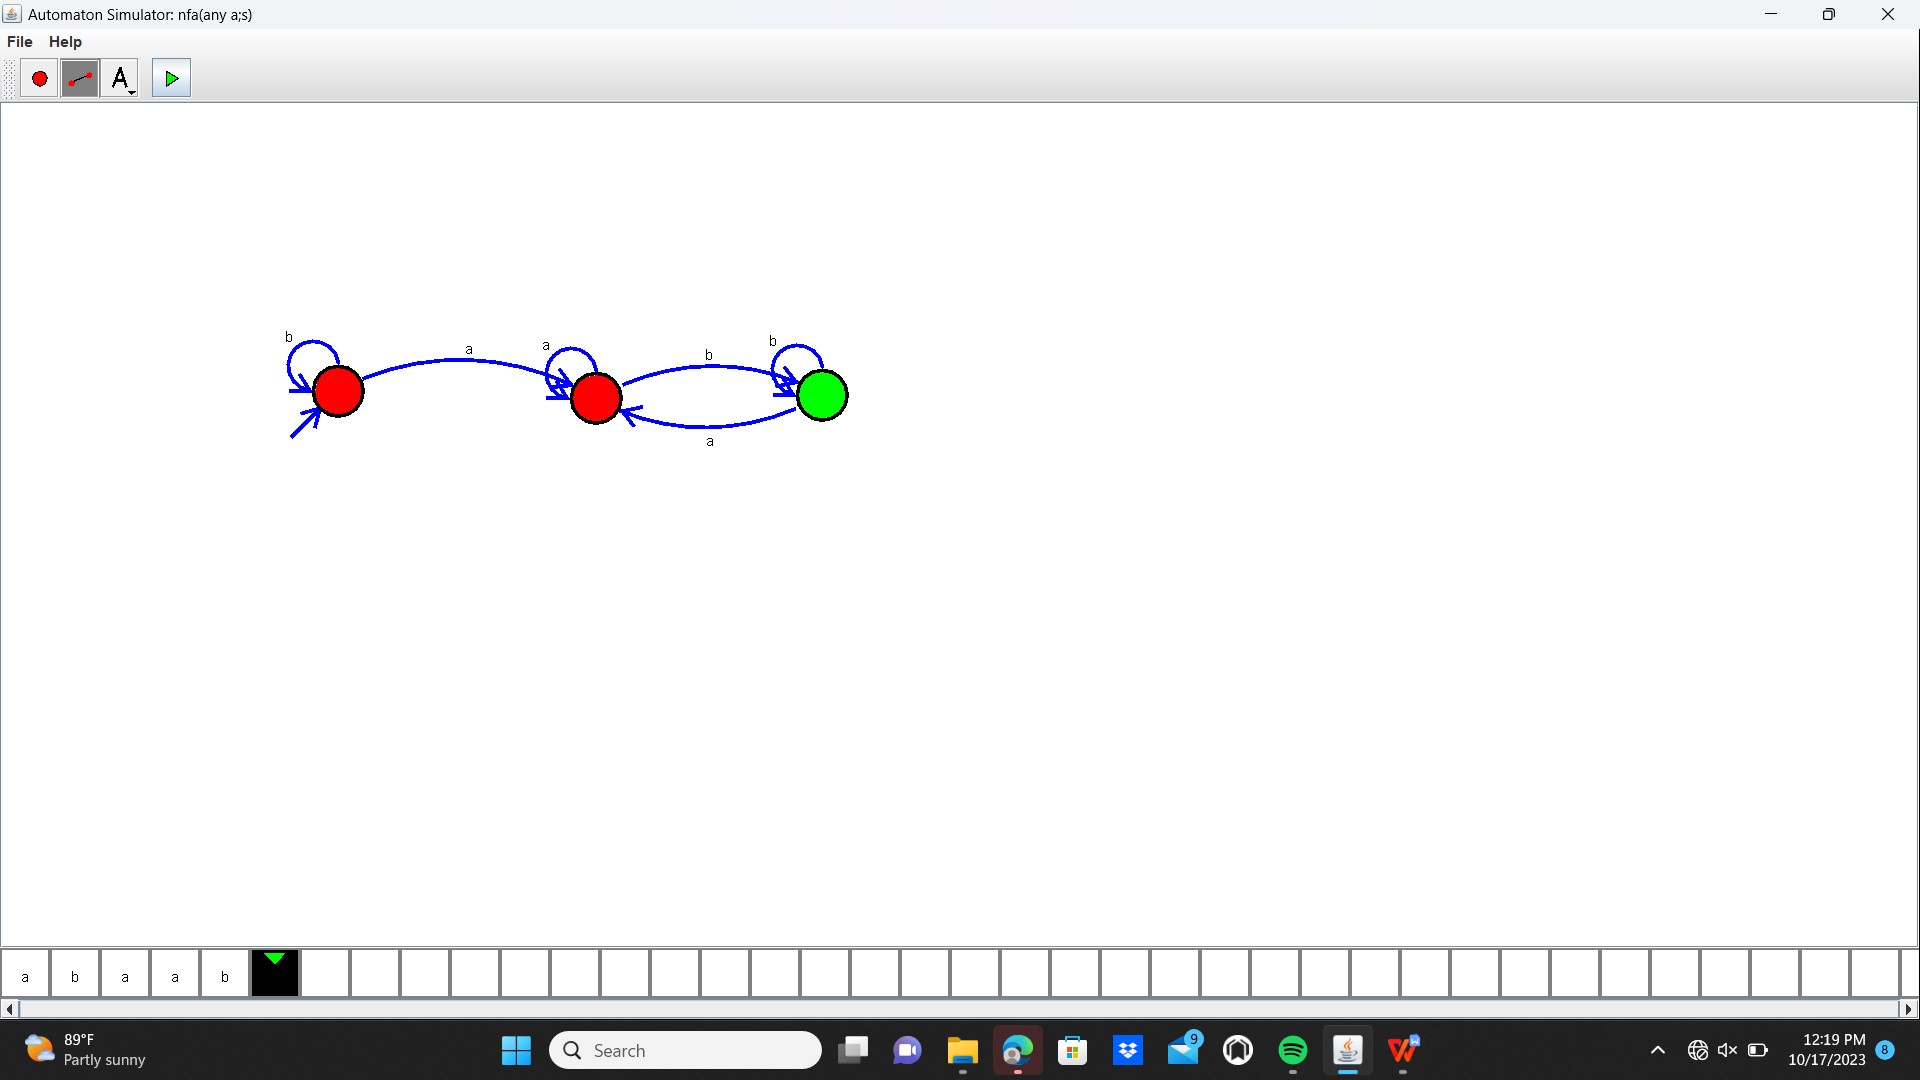 Automaton Simulator: nfa(any a;s)
File Help
A
b
a
a
b
b
a
a b a a b
89°F
Partly sunny
Search
9
12:19 PM
10/17/2023
8